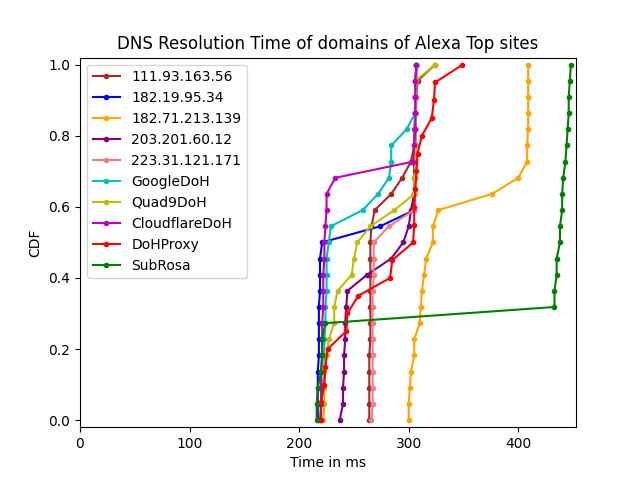 DNS Resolution Time of domains of Alexa Top sites
1.0
0.8
0.6
0.4
0.2
0.0
CDF
111.93.163.56
182.19.95.34
182.71.213.139
203.201.60.12
223.31.121.171
GoogleDoH
Quad9DoH
CloudflareDoH
DoHProxy
SubRosa
0 100 200 300 400
Time in ms